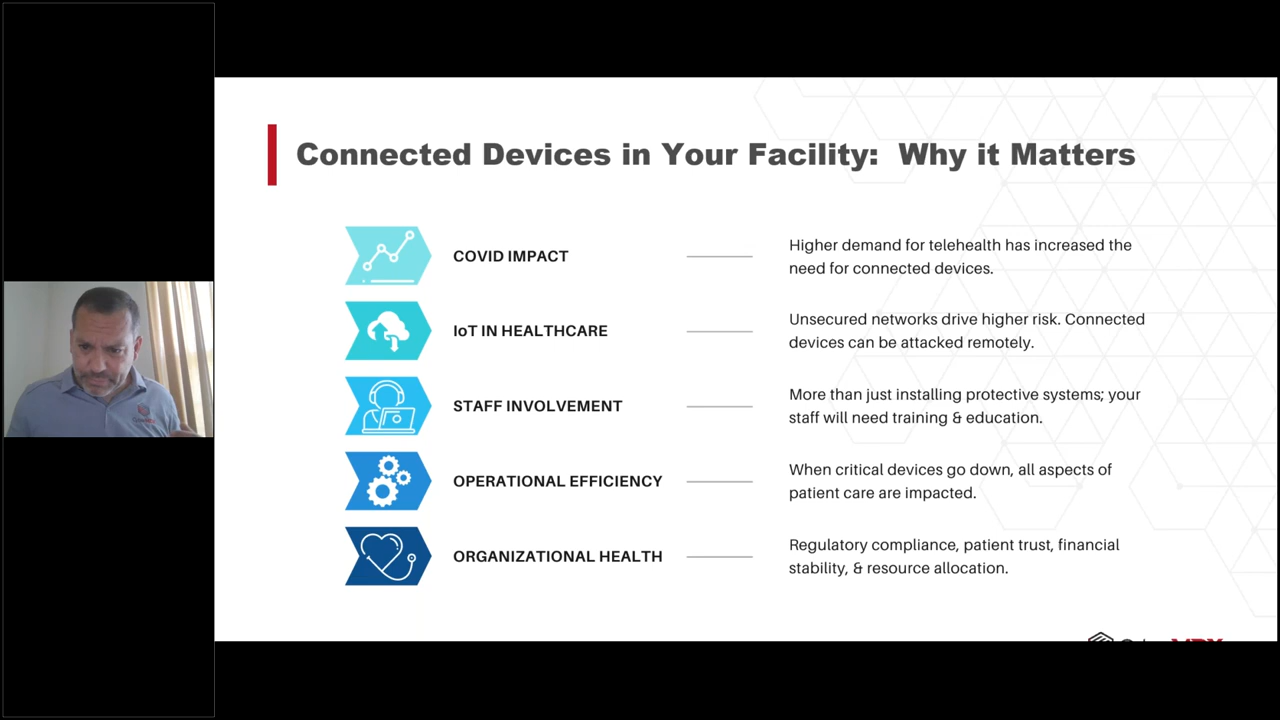 Connected Devices in Your Facility: Why it Matters
COVID IMPACT
Higher demand for telehealth has increased the
need for connected devices.
IoT IN HEALTHCARE
Unsecured networks drive higher risk. Connected
devices can be attacked remotely.
STAFF INVOLVEMENT
More than just installing protective systems; your
staff will need training & education.
OPERATIONAL EFFICIENCY
When critical devices go down, all aspects of
patient care are impacted.
ORGANIZATIONAL HEALTH
Regulatory compliance, patient trust, financial
stability, & resource allocation.